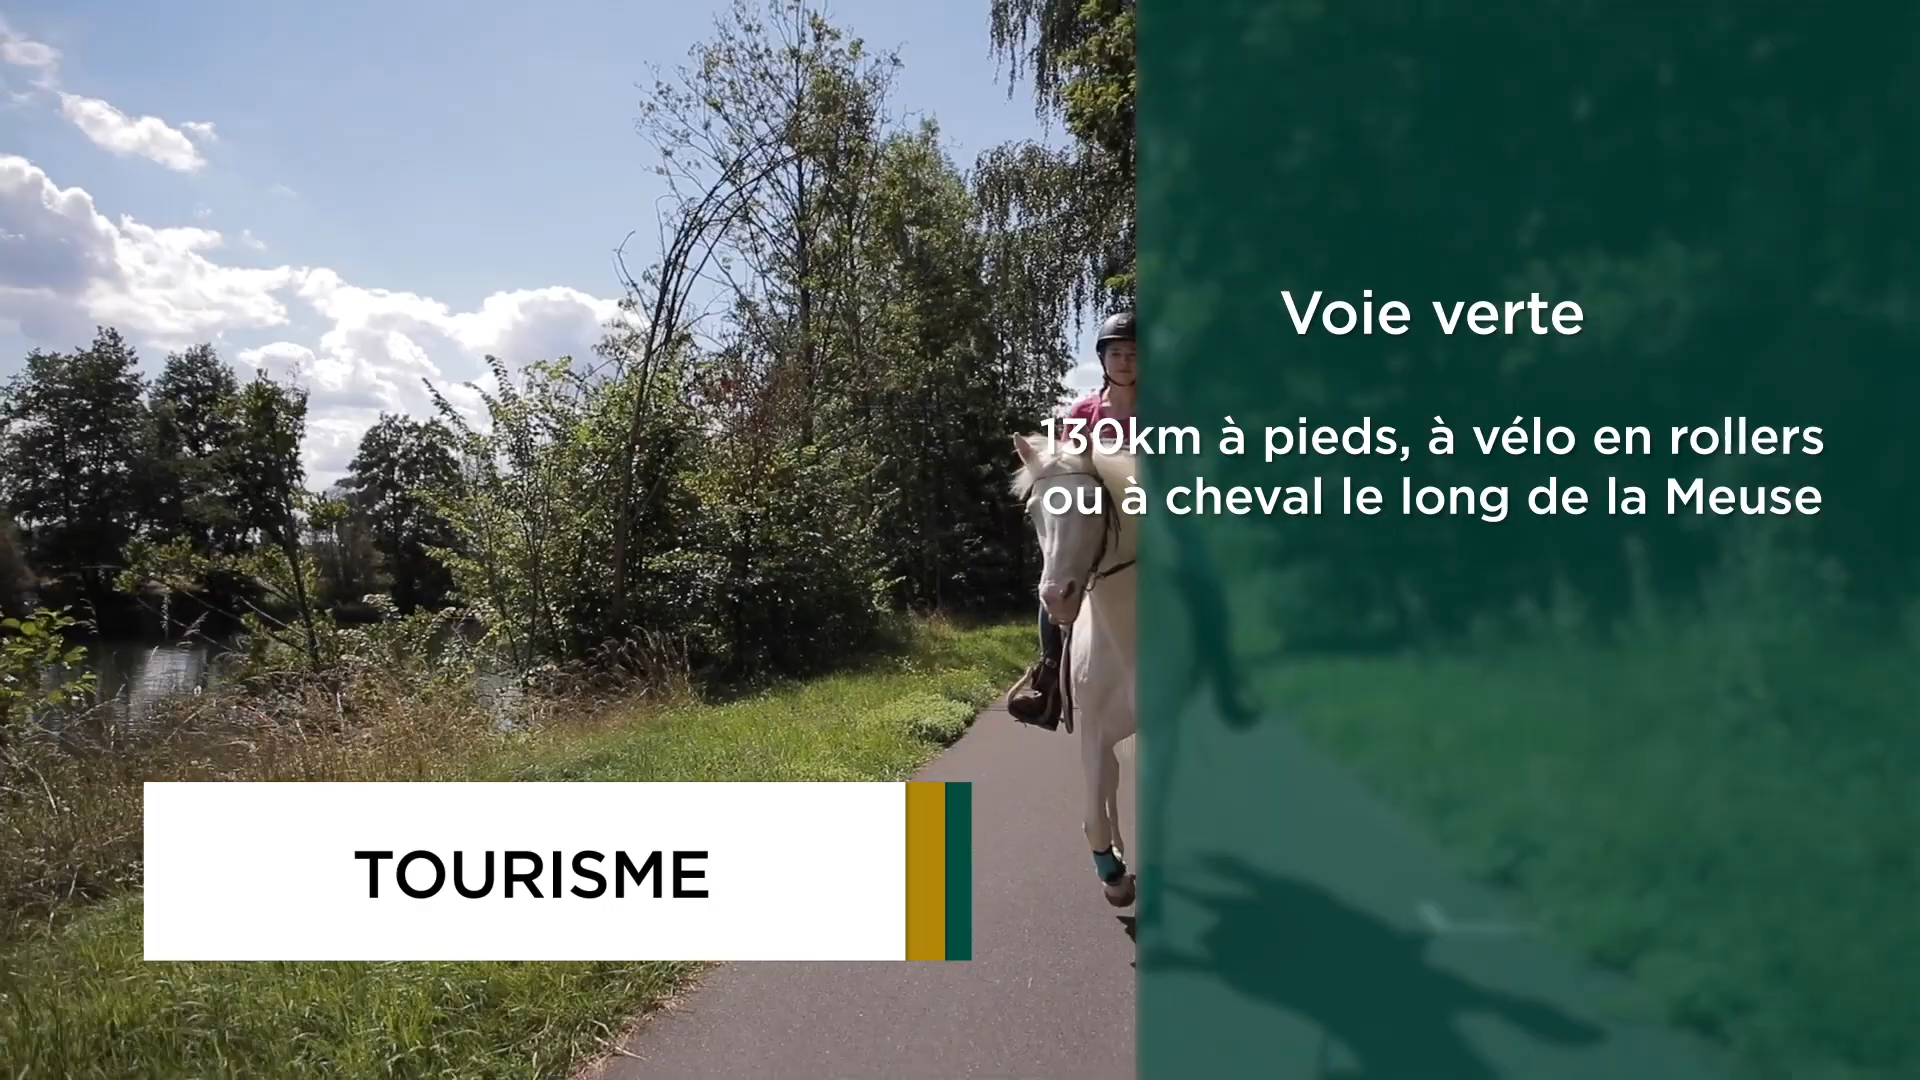 Voie verte
130km à pieds, à vélo en rollers
ou à cheval le long de la Meuse
TOURISME